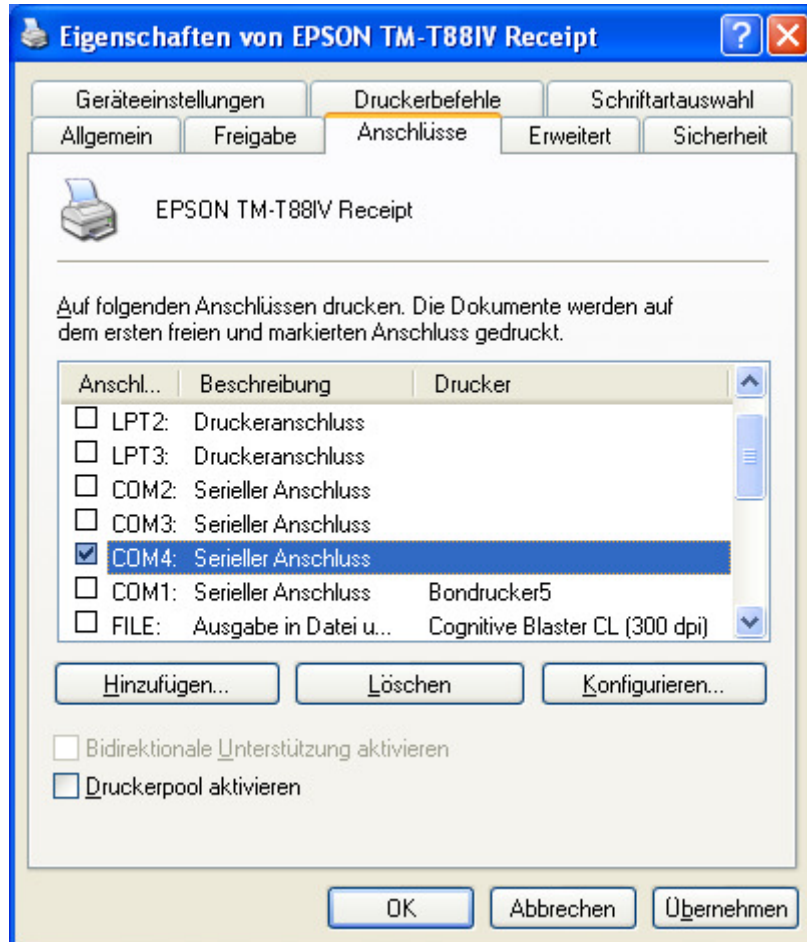 Eigenschaften von EPSON TM-T88IV Receipt
Geräteeinstellungen Druckerbefehle Schriftartauswahl
Allgemein Freigabe Anschlüsse Erweitert Sicherheit
EPSON TM-T88IV Receipt
Auf folgenden Anschlüssen drucken. Die Dokumente werden auf
dem ersten freien und markierten Anschluss gedruckt.
Anschl... Beschreibung Drucker
LPT2: Druckeranschluss
LPT3: Druckeranschluss
COM2: Serieller Anschluss
COM3: Serieller Anschluss
COM4: Serieller Anschluss
COM1: Serieller Anschluss Bondrucker5
FILE: Ausgabe in Datei u... Cognitive Blaster CL (300 dpi)
Hinzufügen... Löschen Konfigurieren...
Bidirektionale Unterstützung aktivieren
Druckerpool aktivieren
OK Abbrechen Übernehmen